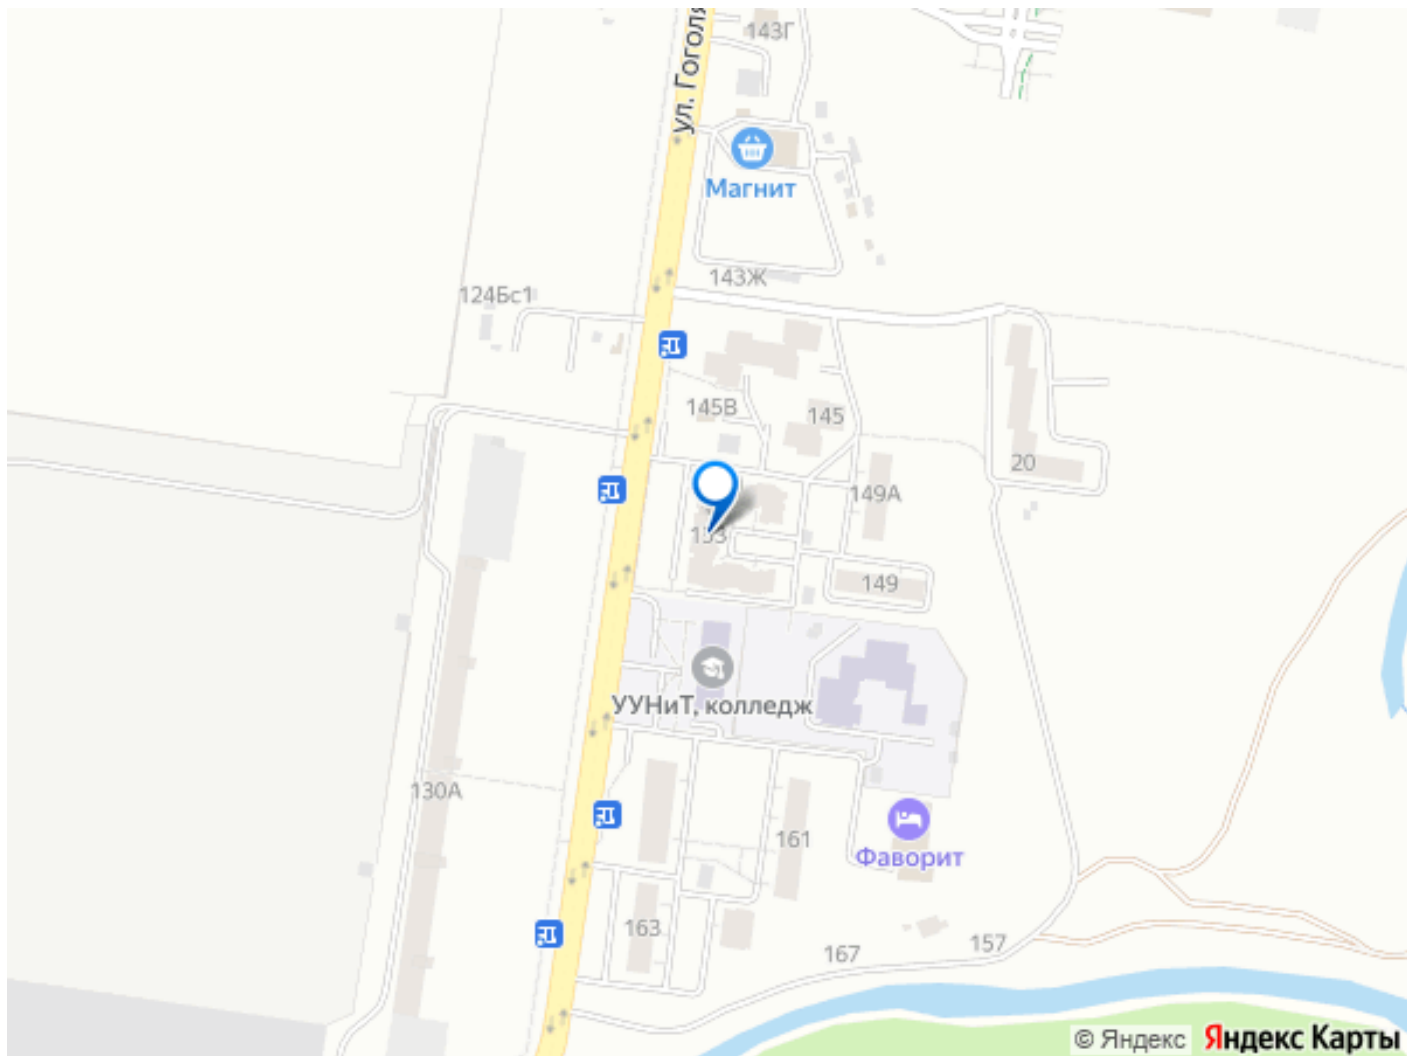 143Г
ул. Гоголя
Магнит
143Ж
124Бс1
145В
145
20
149А
153
149
УУНиТ, колледж
130А
161
Фаворит
163
167
157
© Яндекс Яндекс Карты